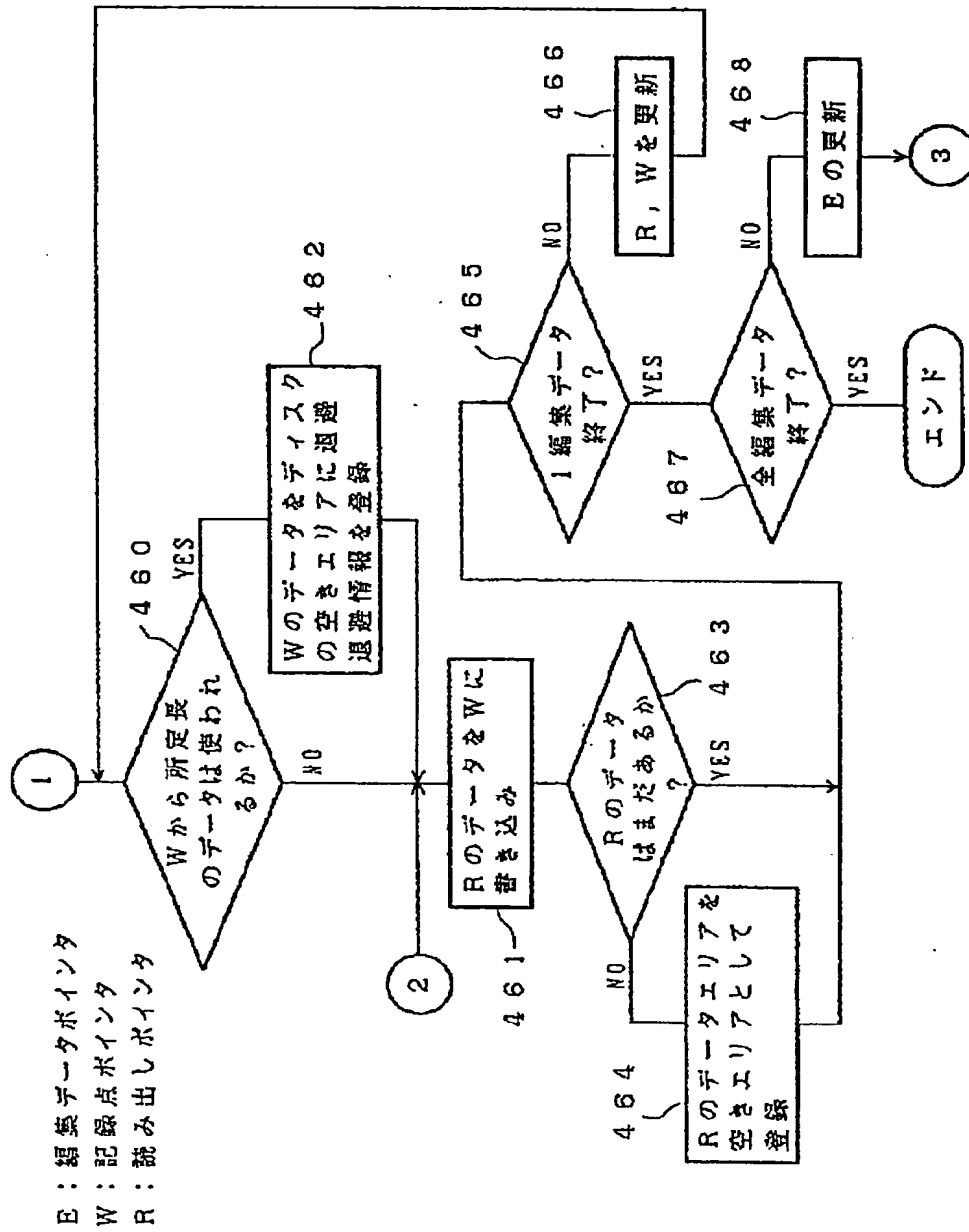 E：編集データポインタ
W：記録点ポインタ
R：読み出しポインタ
1
460
Wから所定長
のデータは使われ
るか？
YES
NO
462
Wのデータをディスク
の空きエリアに退避
退避情報を登録
2
461
RのデータをWに
書き込み
463
Rのデータ
はまだあるか
？
NO
YES
464
Rのデータエリアを
空きエリアとして
登録
465
1編集データ
終了？
NO
YES
466
R，Wを更新
467
全編集データ
終了？
NO
YES
468
Eの更新
3
エンド